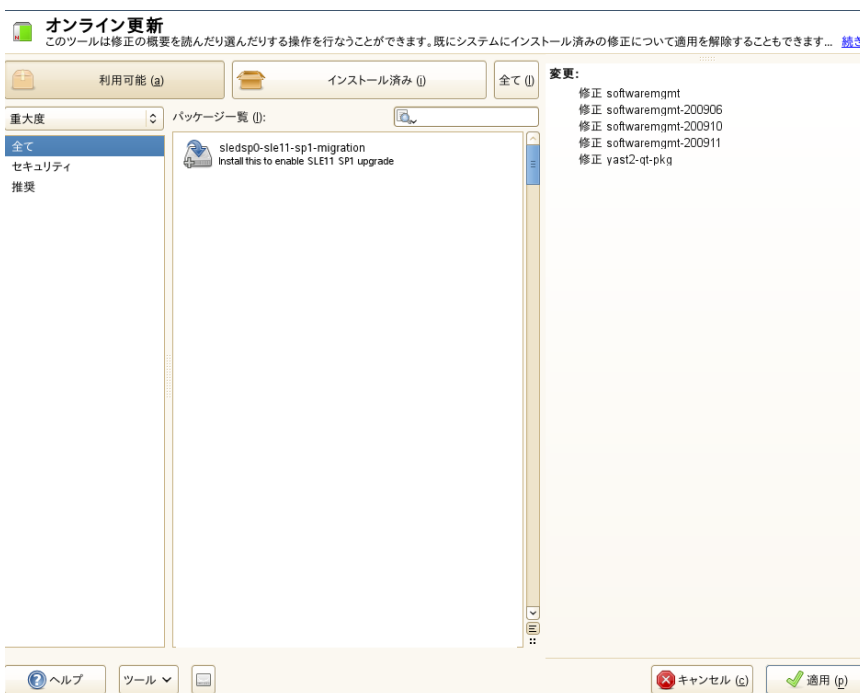 オンライン更新
このツールは修正の概要を読んだり選んだりする操作を行なうことができます。既にシステムにインストール済みの修正について適用を解除することもできます... 続き
利用可能 (a)
インストール済み (i)
全て (l)
重大度
全て
セキュリティ
推奨
パッケージ一覧 (l):
sledsp0-sle11-sp1-migration
Install this to enable SLE11 SP1 upgrade
変更:
修正 softwaremgmt
修正 softwaremgmt-200906
修正 softwaremgmt-200910
修正 softwaremgmt-200911
修正 yast2-qt-pkg
ヘルプ
ツール
キャンセル (c)
適用 (p)